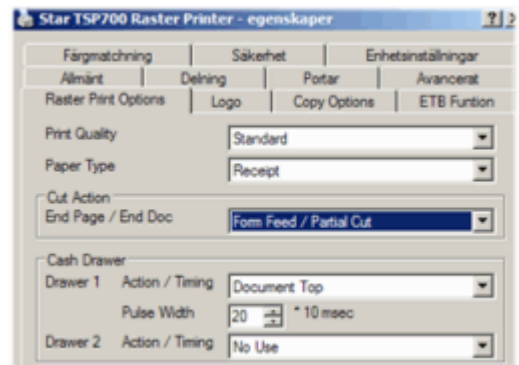 Star TSP700 Raster Printer - egenskaper
Färgmatchning Säkerhet Enhetsinställningar
Allmänt Delning Portar Avancerat
Raster Print Options Logo Copy Options ETB Funtion
Print Quality Standard
Paper Type Receipt
Cut Action
End Page / End Doc Form Feed / Partial Cut
Cash Drawer
Drawer 1 Action / Timing Document Top
Pulse Width 20 * 10 msec
Drawer 2 Action / Timing No Use